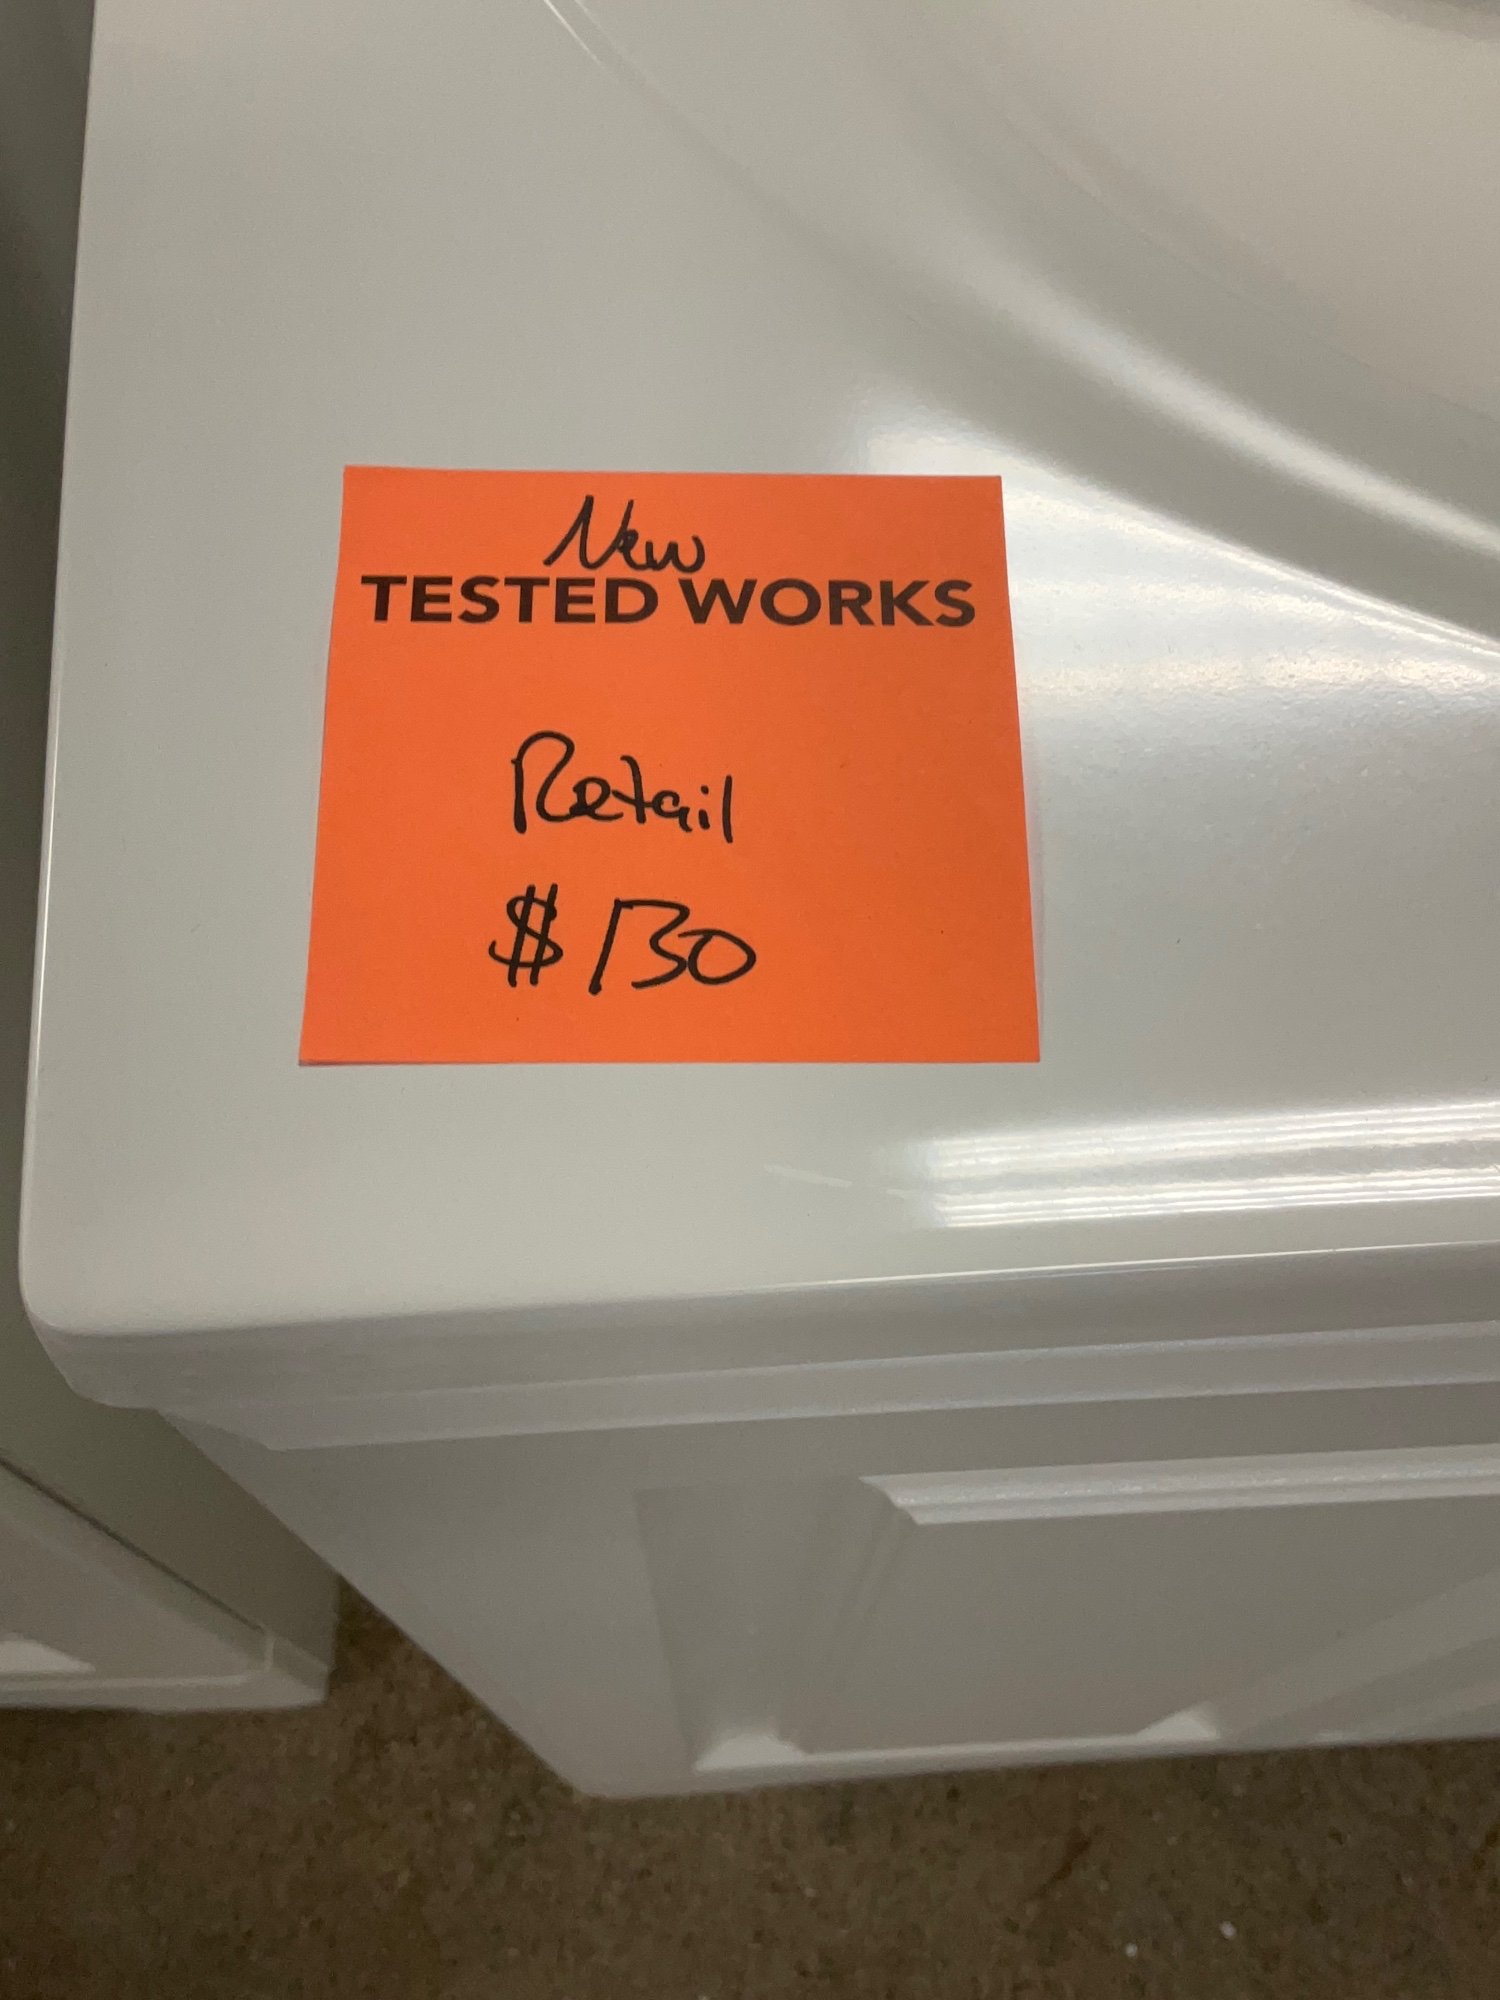 New
TESTED WORKS
Retail
$130